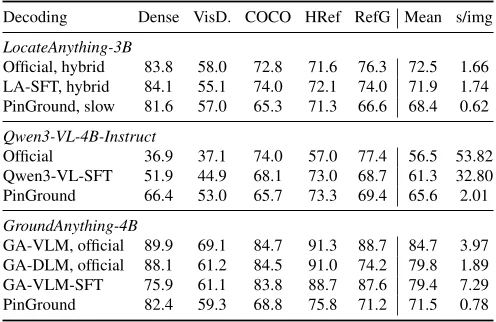 Decoding Dense VisD. COCO HRef RefG Mean s/img
LocateAnything-3B
Official, hybrid 83.8 58.0 72.8 71.6 76.3 72.5 1.66
LA-SFT, hybrid 84.1 55.1 74.0 72.1 74.0 71.9 1.74
PinGround, slow 81.6 57.0 65.3 71.3 66.6 68.4 0.62
Qwen3-VL-4B-Instruct
Official 36.9 37.1 74.0 57.0 77.4 56.5 53.82
Qwen3-VL-SFT 51.9 44.9 68.1 73.0 68.7 61.3 32.80
PinGround 66.4 53.0 65.7 73.3 69.4 65.6 2.01
GroundAnything-4B
GA-VLM, official 89.9 69.1 84.7 91.3 88.7 84.7 3.97
GA-DLM, official 88.1 61.2 84.5 91.0 74.2 79.8 1.89
GA-VLM-SFT 75.9 61.1 83.8 88.7 87.6 79.4 7.29
PinGround 82.4 59.3 68.8 75.8 71.2 71.5 0.78